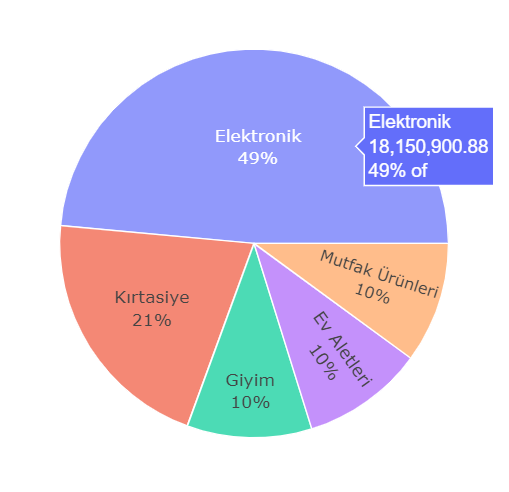 Elektronik
49%
Elektronik
18,150,900.88
49% of
Mutfak Ürünleri
10%
Kırtasiye
21%
Ev Aletleri
10%
Giyim
10%